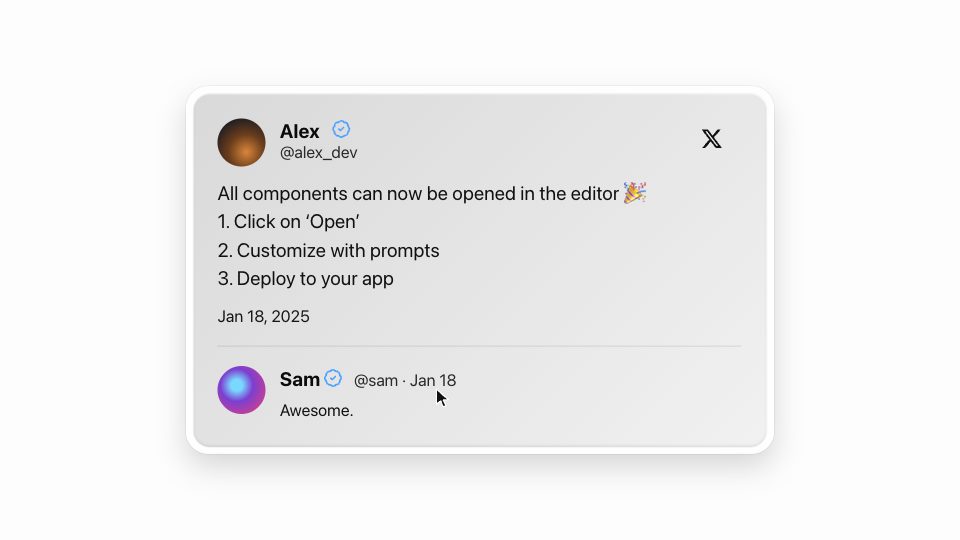 Alex
@alex_dev
All components can now be opened in the editor 🎉
1. Click on ‘Open’
2. Customize with prompts
3. Deploy to your app
Jan 18, 2025
Sam @sam · Jan 18
Awesome.